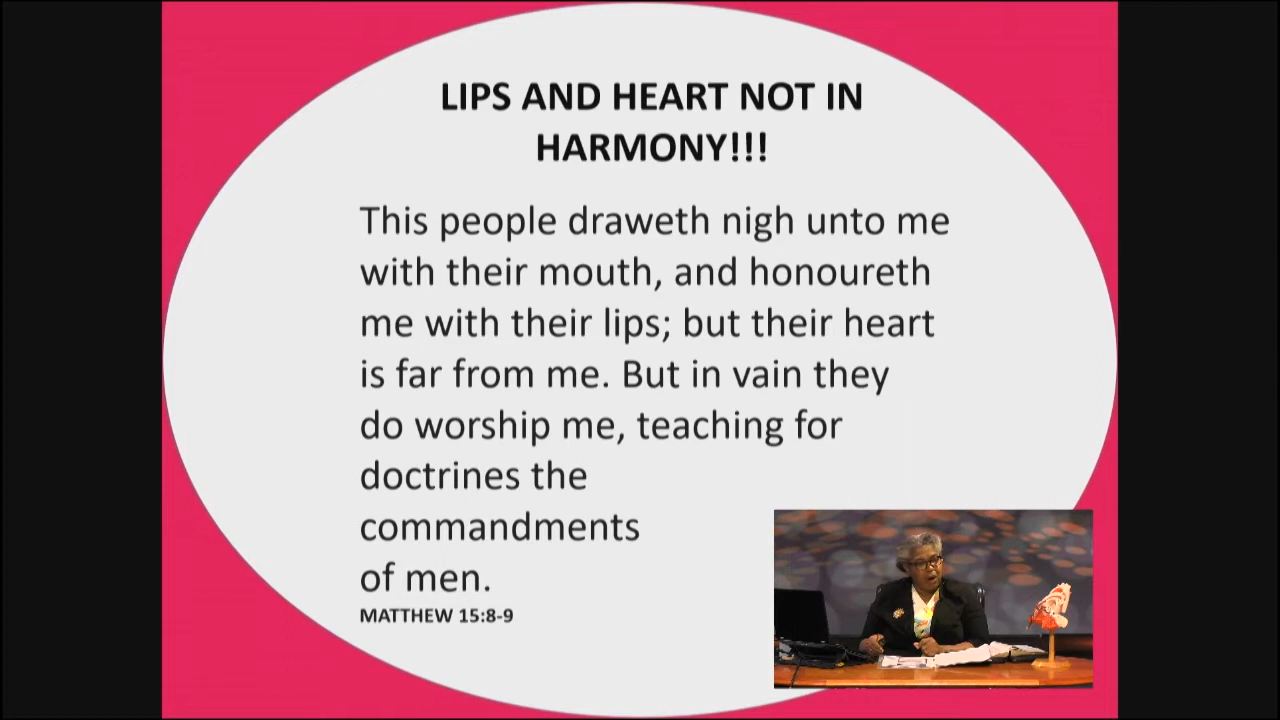 LIPS AND HEART NOT IN
HARMONY!!!
This people draweth nigh unto me
with their mouth, and honoureth
me with their lips; but their heart
is far from me. But in vain they
do worship me, teaching for
doctrines the
commandments
of men.
MATTHEW 15:8-9